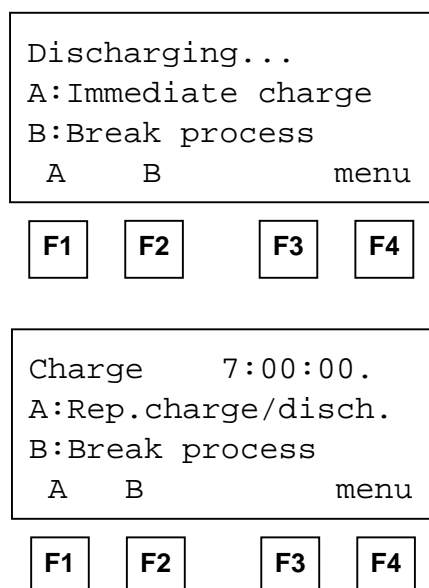 Discharging...
A:Immediate charge
B:Break process
A B menu
F1 F2 F3 F4
Charge 7:00:00.
A:Rep.charge/disch.
B:Break process
A B menu
F1 F2 F3 F4